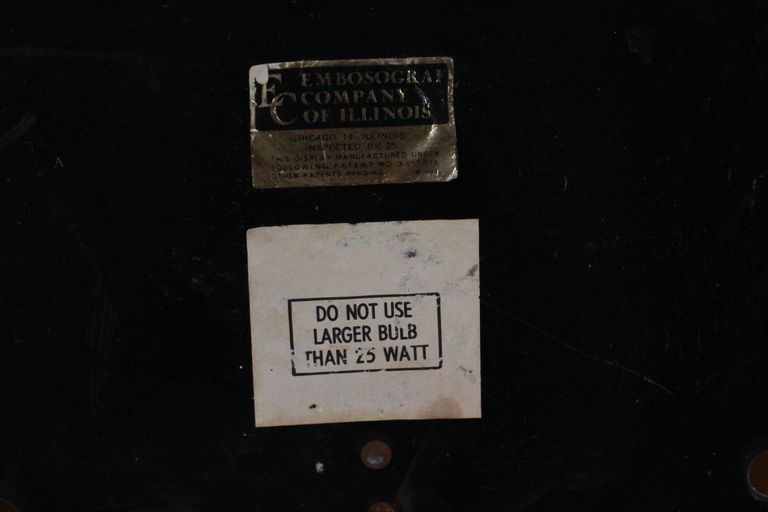 EC
EMBOSOGRAF
COMPANY
OF ILLINOIS
CHICAGO 14, ILLINOIS
INSPECTED BY 25
THIS DISPLAY MANUFACTURED UNDER
FOLLOWING PATENT NO.
OTHER PATENTS PENDING
DO NOT USE
LARGER BULB
THAN 25 WATT